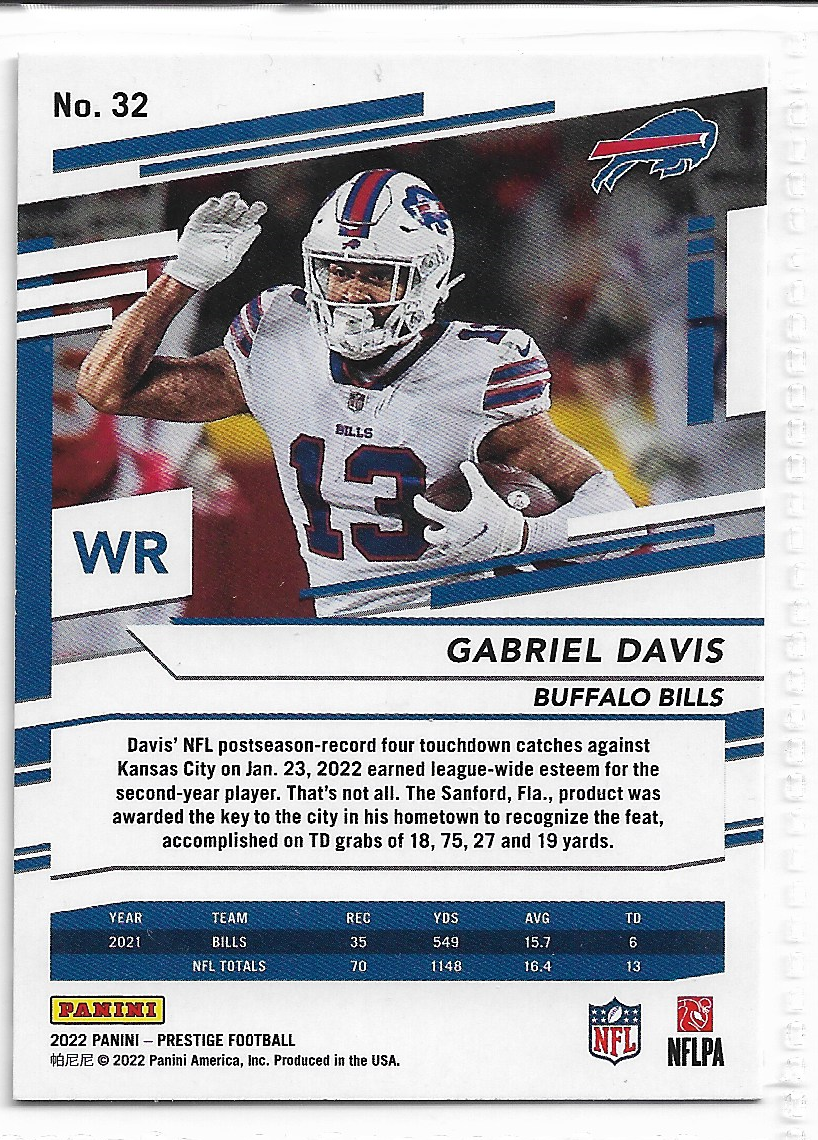 No. 32
13
BILLS
13
WR
GABRIEL DAVIS
BUFFALO BILLS
Davis' NFL postseason-record four touchdown catches against
Kansas City on Jan. 23, 2022 earned league-wide esteem for the
second-year player. That's not all. The Sanford, Fla., product was
awarded the key to the city in his hometown to recognize the feat,
accomplished on TD grabs of 18, 75, 27 and 19 yards.
YEAR TEAM REC YDS AVG TD
2021 BILLS 35 549 15.7 6
NFL TOTALS 70 1148 16.4 13
PANINI
2022 PANINI – PRESTIGE FOOTBALL
帕尼尼 © 2022 Panini America, Inc. Produced in the USA.
NFL
NFLPA